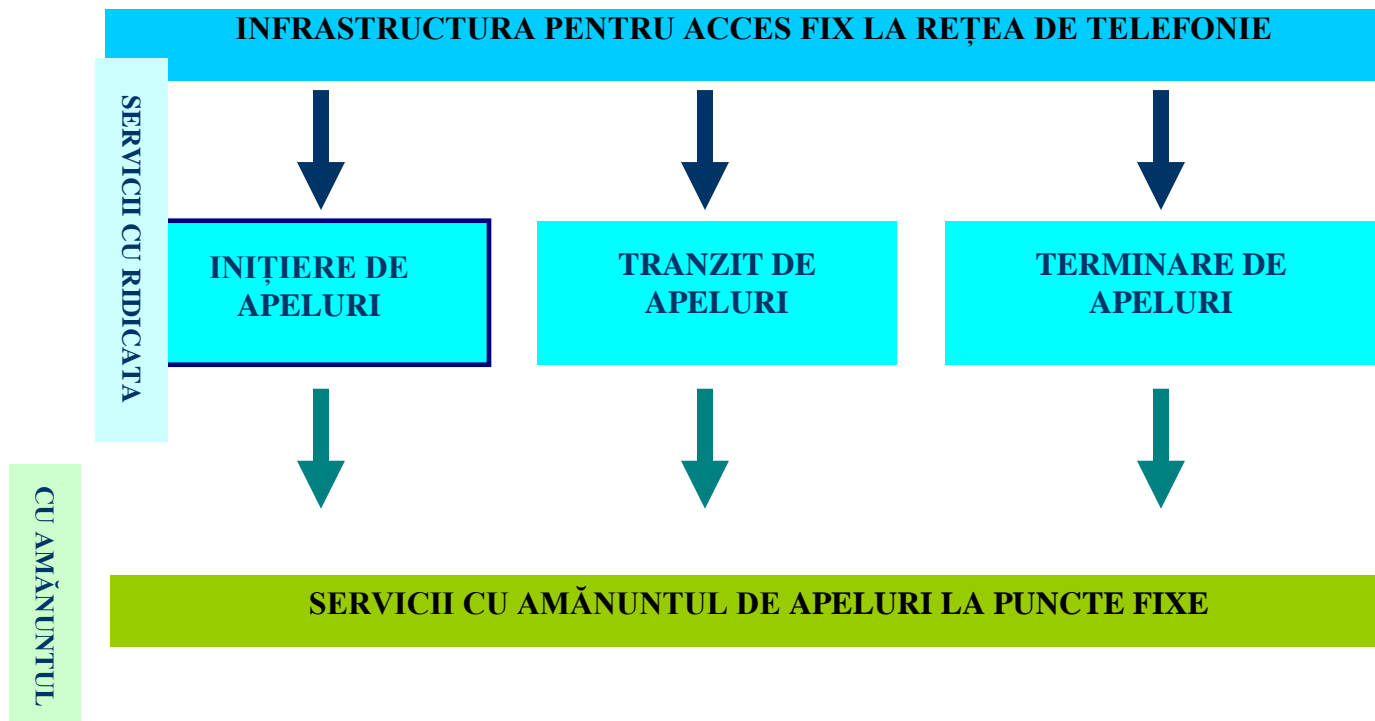 INFRASTRUCTURA PENTRU ACCES FIX LA REȚEA DE TELEFONIE
SERVICII CU RIDICATA
INIȚIERE DE
APELURI
TRANZIT DE
APELURI
TERMINARE DE
APELURI
CU AMĂNUNTUL
SERVICII CU AMĂNUNTUL DE APELURI LA PUNCTE FIXE